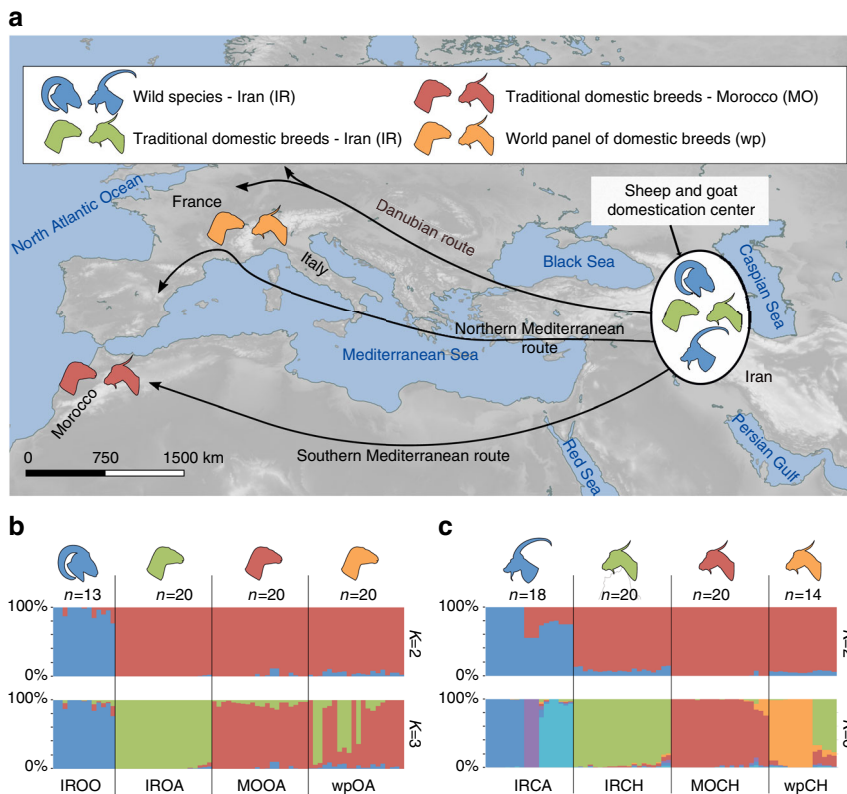 a
Wild species - Iran (IR)
Traditional domestic breeds - Morocco (MO)
Traditional domestic breeds - Iran (IR)
World panel of domestic breeds (wp)
North Atlantic Ocean
France
Danubian route
Sheep and goat
domestication center
Italy
Black Sea
Caspian Sea
Northern Mediterranean
route
Mediterranean Sea
Iran
Morocco
Persian Gulf
Red Sea
0 750 1500 km
Southern Mediterranean route
b
n=13 n=20 n=20 n=20
100%
0%
K=2
100%
0%
K=3
IROO IROA MOOA wpOA
c
n=18 n=20 n=20 n=14
100%
0%
100%
0%
IRCA IRCH MOCH wpCH